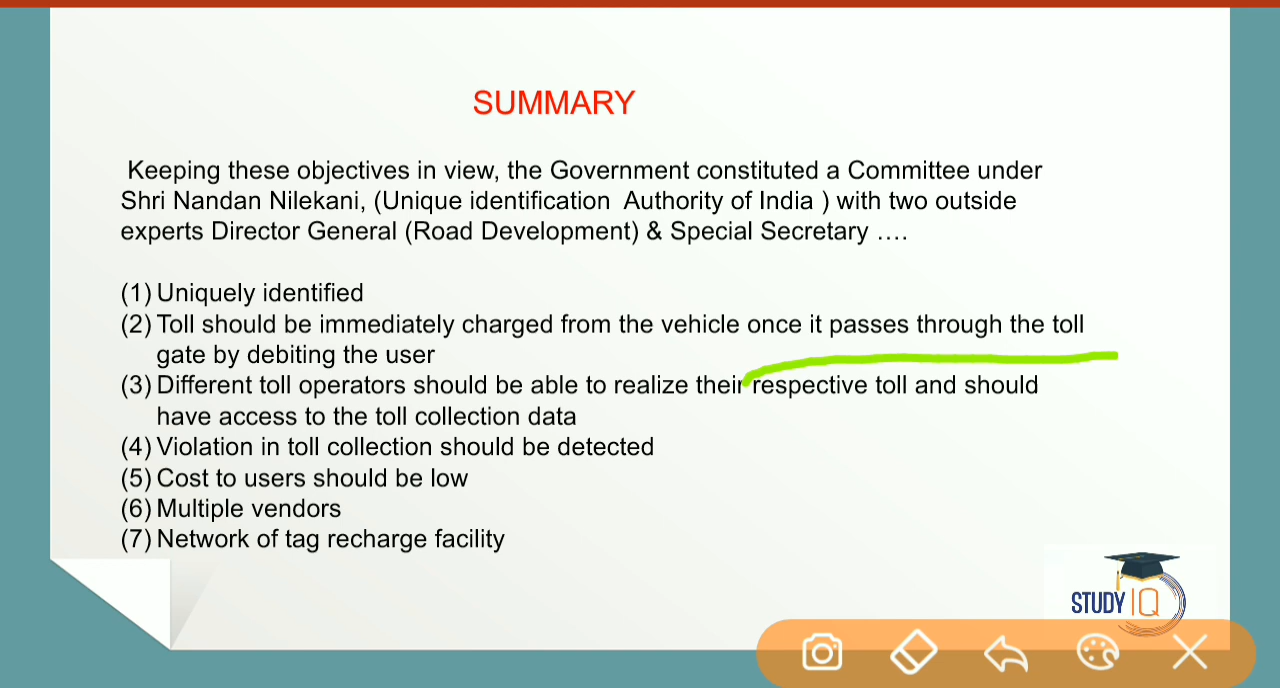 SUMMARY
Keeping these objectives in view, the Government constituted a Committee under
Shri Nandan Nilekani, (Unique identification Authority of India ) with two outside
experts Director General (Road Development) & Special Secretary ....
(1) Uniquely identified
(2) Toll should be immediately charged from the vehicle once it passes through the toll
gate by debiting the user
(3) Different toll operators should be able to realize their respective toll and should
have access to the toll collection data
(4) Violation in toll collection should be detected
(5) Cost to users should be low
(6) Multiple vendors
(7) Network of tag recharge facility
STUDY IQ